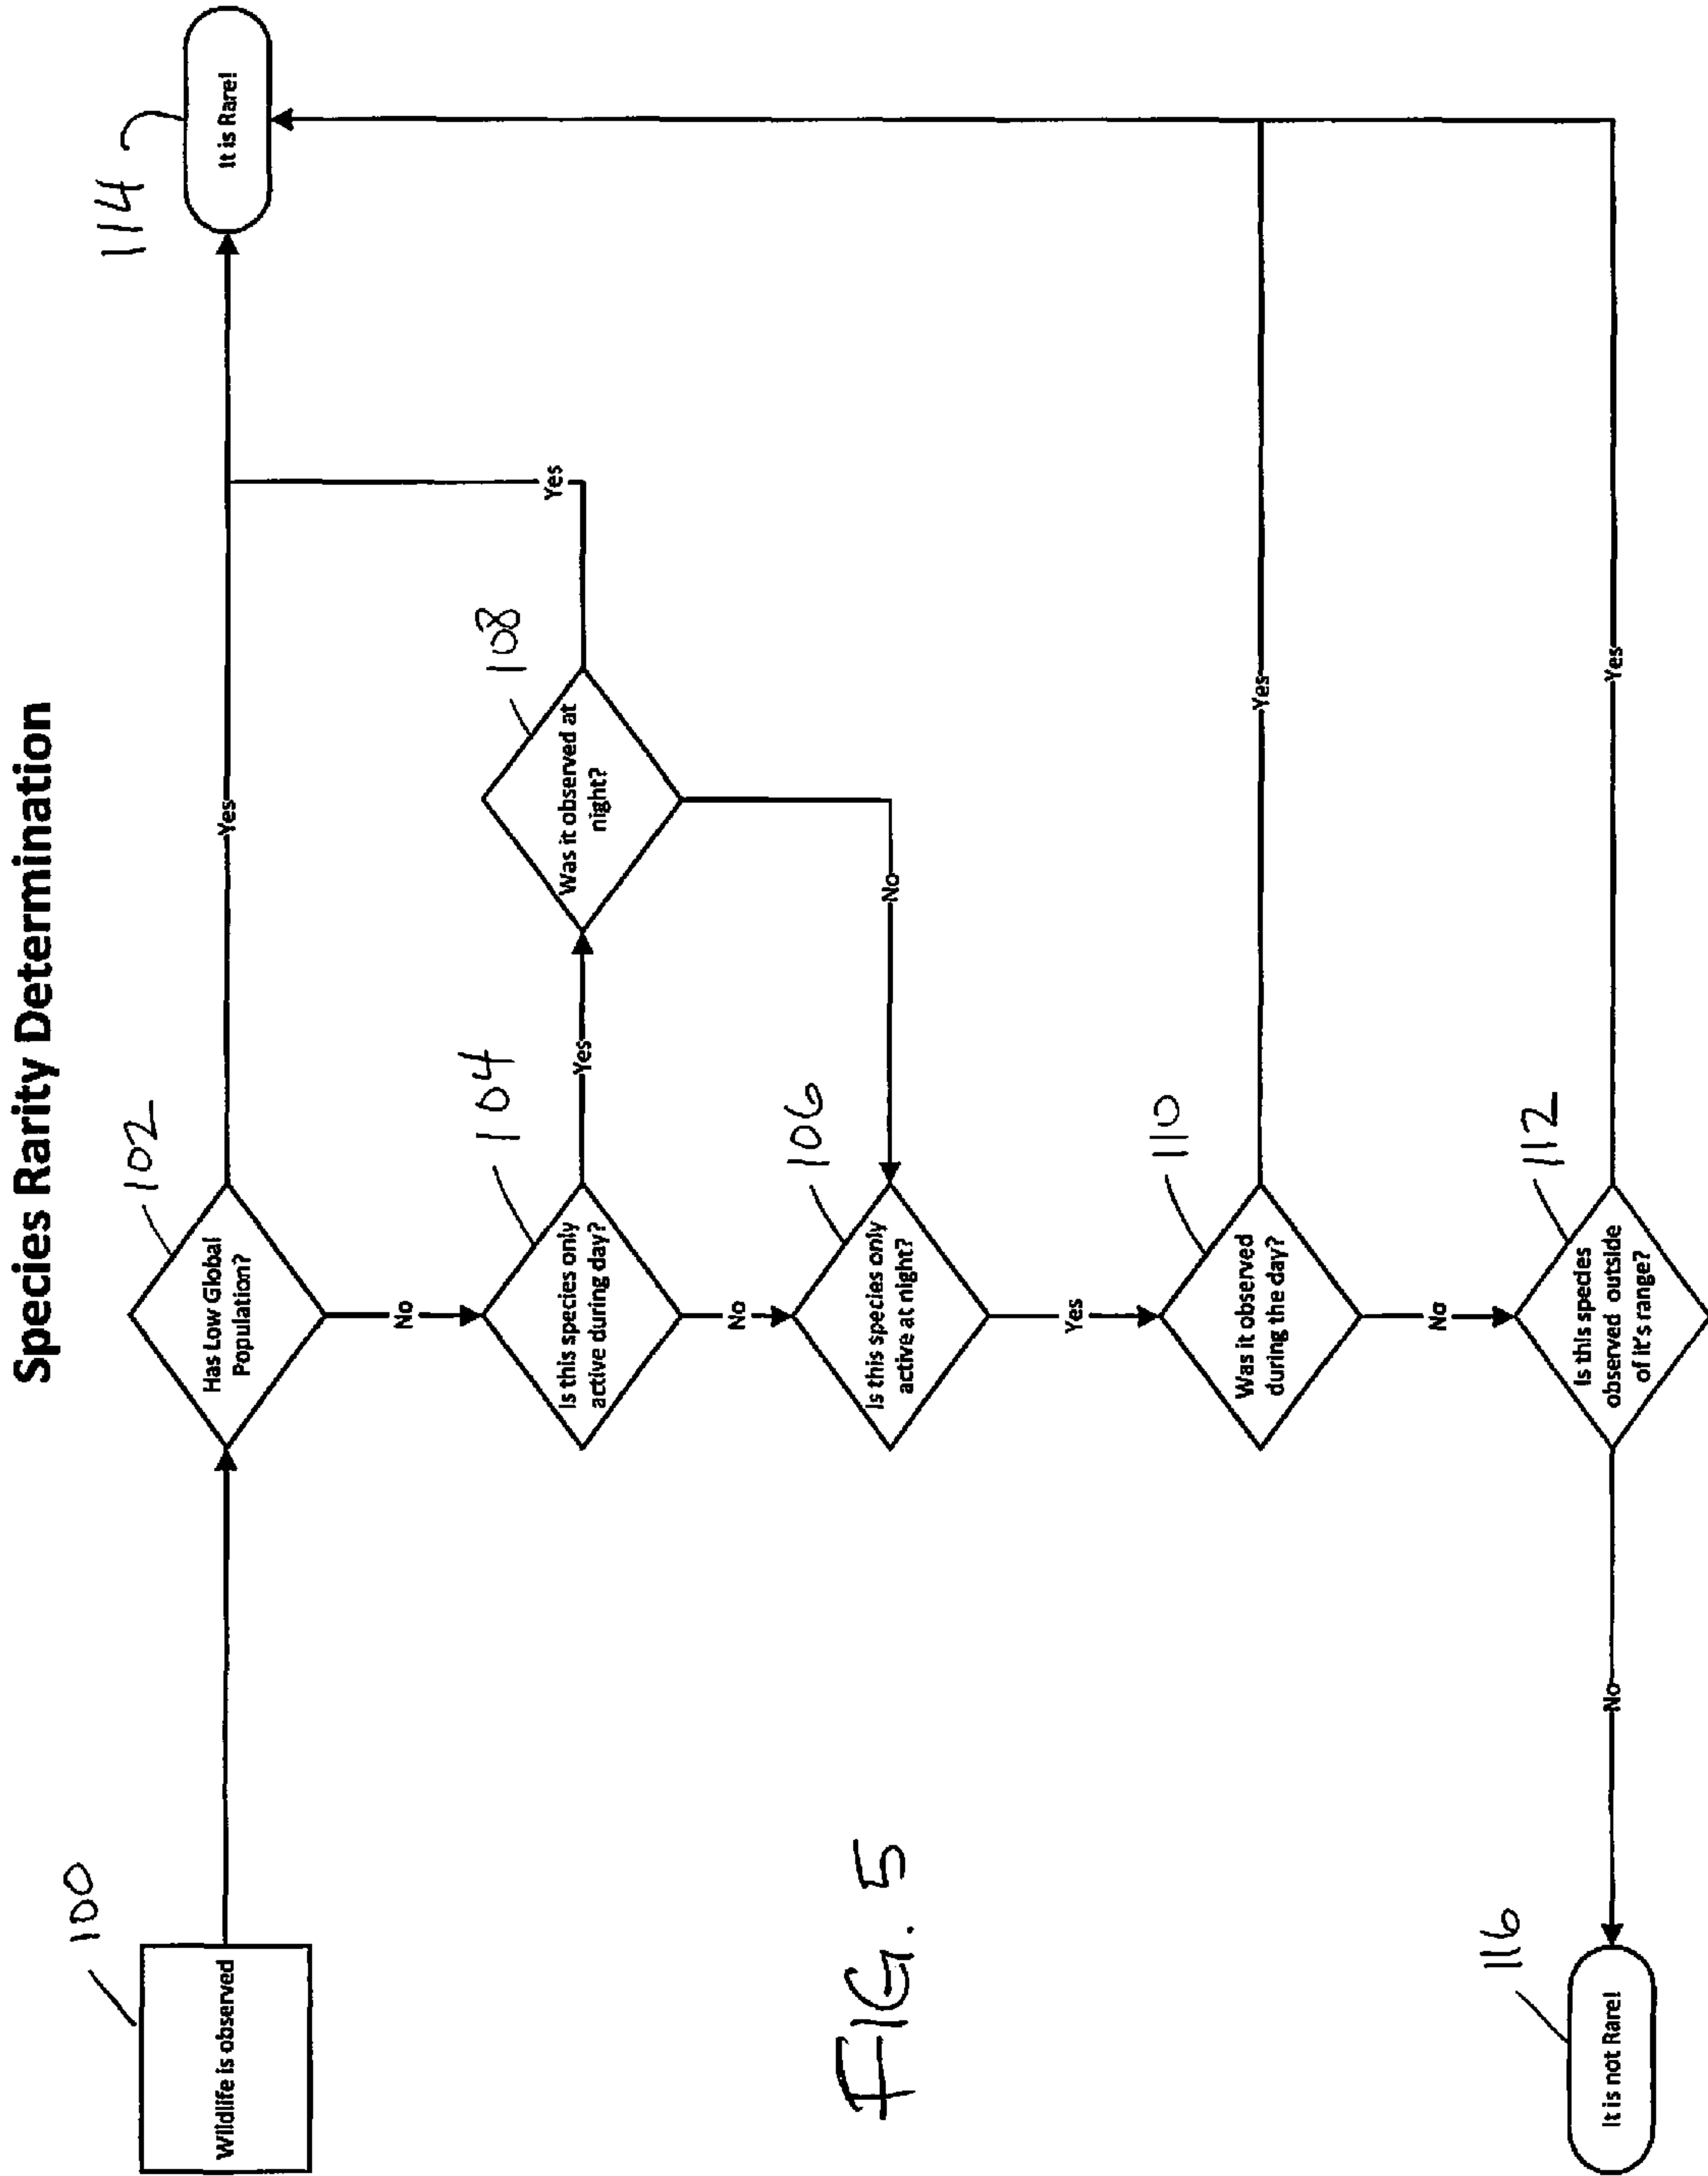 Species Rarity Determination
100
Wildlife is observed
102
Has Low Global
Population?
Yes
114
It is Rare!
No
104
Is this species only
active during day?
Yes
108
Was it observed at
night?
Yes
No
No
106
Is this species only
active at night?
Yes
110
Was it observed
during the day?
Yes
No
112
Is this species
observed outside
of it's range?
Yes
No
116
It is not Rare!
FIG. 5